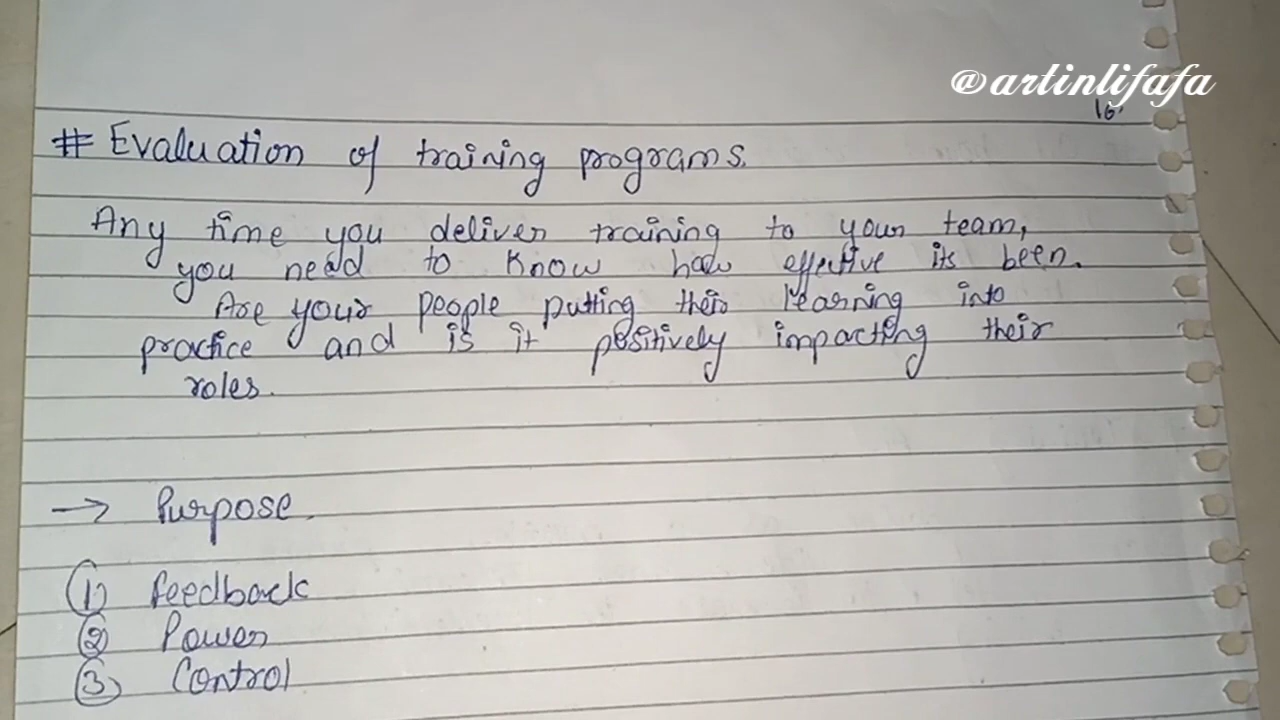 @artinlifafa
16.
# Evaluation of training programs.
Any time you deliver training to your team,
you need to know how effective its been.
Are your people putting their learning into
practice and is it positively impacting their
roles.
→ Purpose.
① Feedback
② Power
③ Control